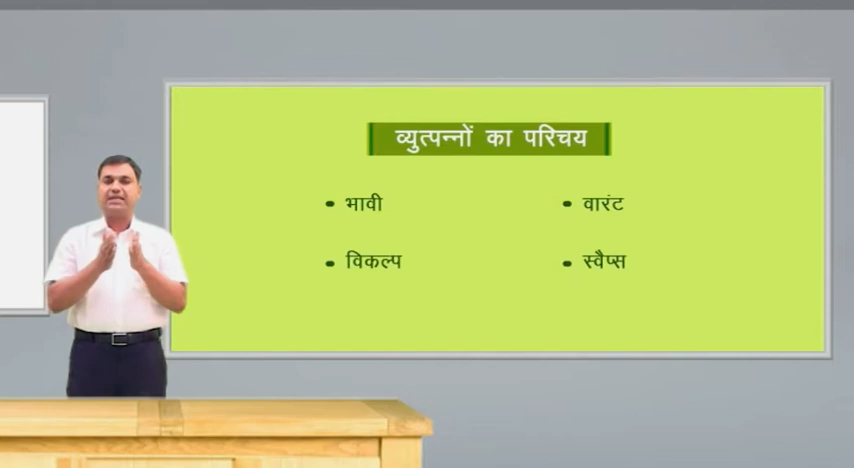 व्युत्पन्नों का परिचय
• भावी
• वारंट
• विकल्प
• स्वैप्स